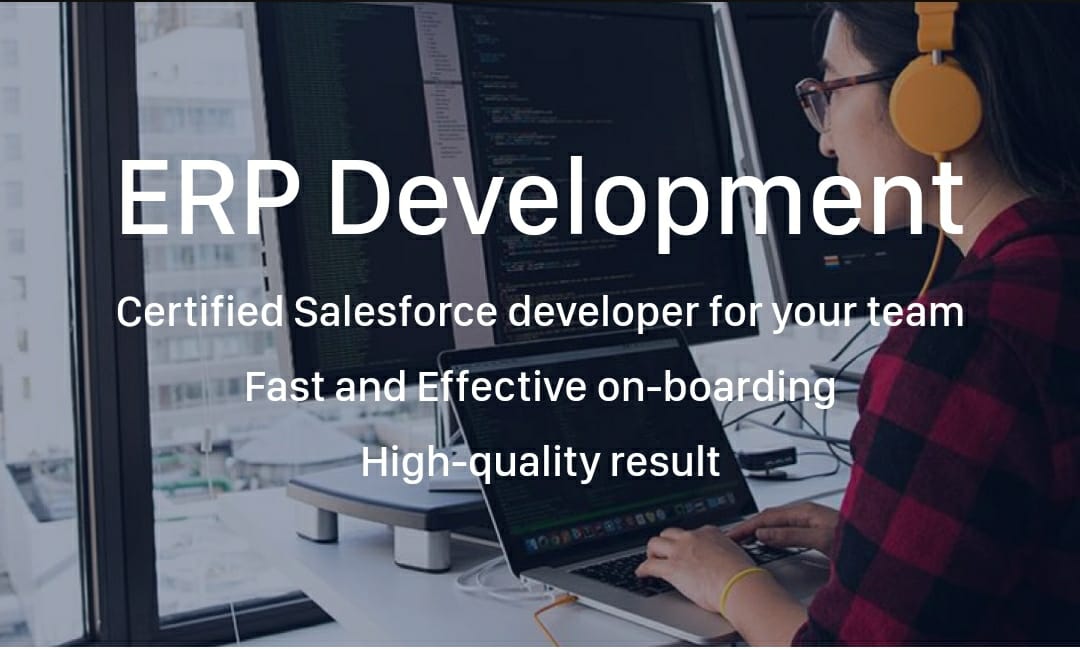 ERP Development
Certified Salesforce developer for your team
Fast and Effective on-boarding
High-quality result